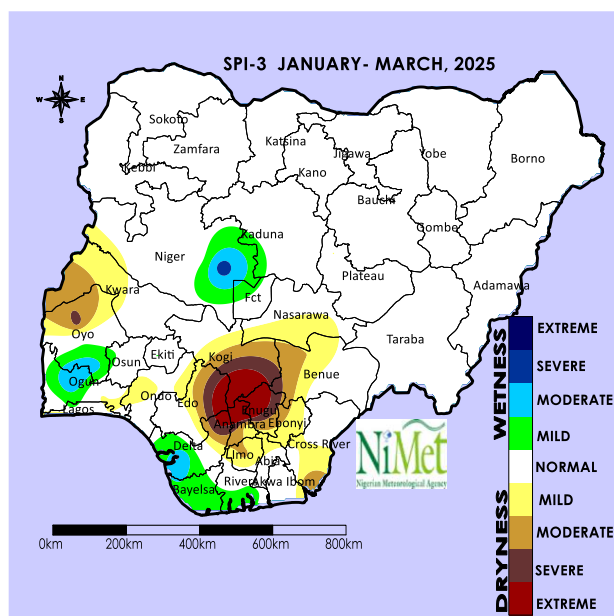 SPI-3 JANUARY- MARCH, 2025
N
W E
S
Sokoto
Zamfara
Katsina
Jigawa
Yobe
Borno
Kebbi
Kano
Bauchi
Gombe
Kaduna
Niger
Plateau
Adamawa
Kwara
Fct
Nasarawa
Taraba
Oyo
Osun
Ekiti
Kogi
Benue
Ogun
Lagos
Ondo
Edo
Enugu
Anambra
Ebonyi
Delta
Imo
Abia
Cross River
Bayelsa
Rivers
Akwa Ibom
NiMet
Nigerian Meteorological Agency
WETNESS
EXTREME
SEVERE
MODERATE
MILD
NORMAL
DRYNESS
MILD
MODERATE
SEVERE
EXTREME
0km 200km 400km 600km 800km